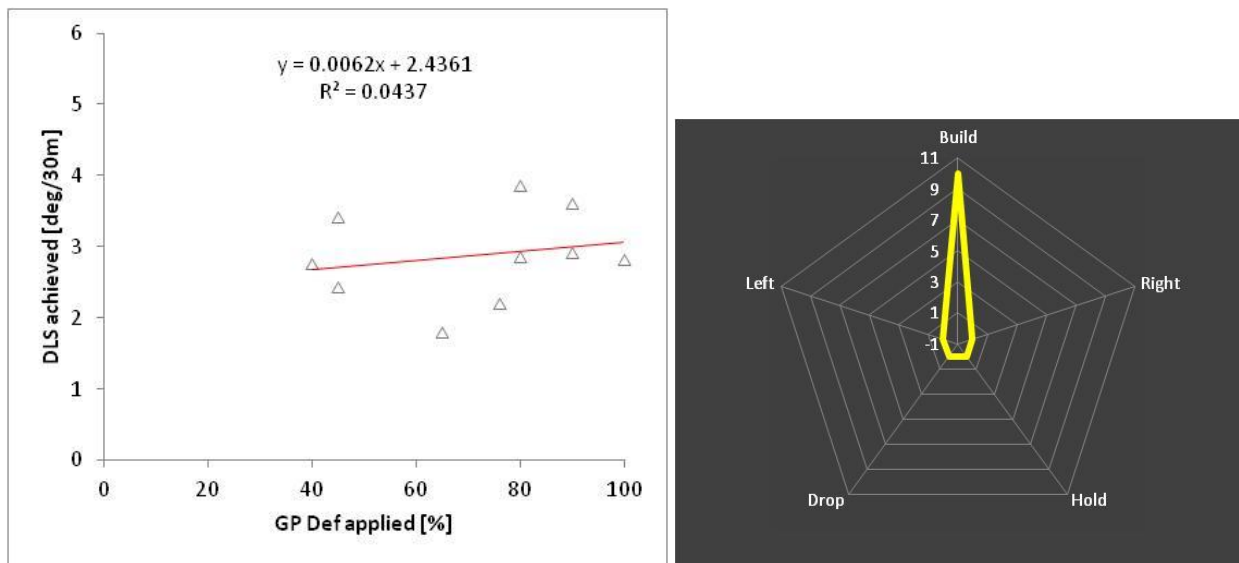 y = 0.0062x + 2.4361
R² = 0.0437
6
5
4
3
2
1
0
0 20 40 60 80 100
DLS achieved [deg/30m]
GP Def applied [%]
Build
11
9
7
5
3
1
-1
Left
Right
Drop
Hold